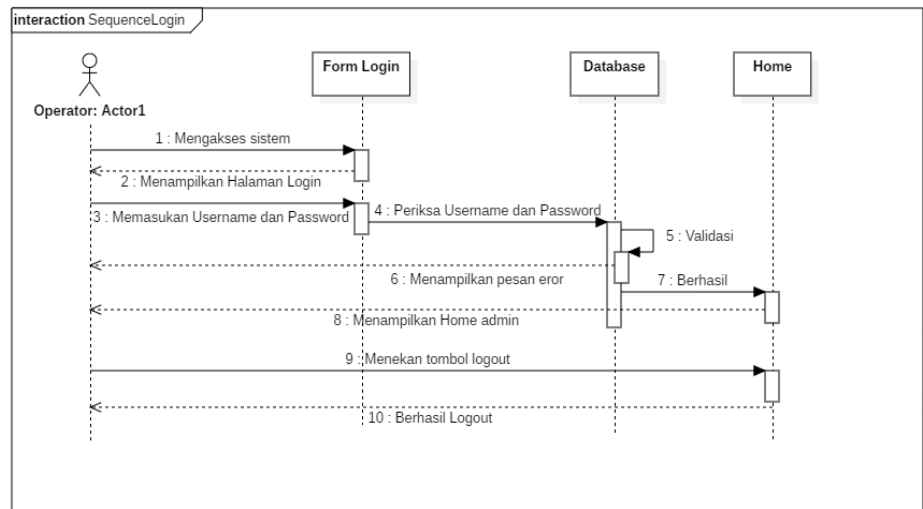 interaction SequenceLogin
Form Login
Database
Home
Operator: Actor1
1 : Mengakses sistem
2 : Menampilkan Halaman Login
3 : Memasukan Username dan Password
4 : Periksa Username dan Password
5 : Validasi
6 : Menampilkan pesan eror
7 : Berhasil
8 : Menampilkan Home admin
9 : Menekan tombol logout
10 : Berhasil Logout